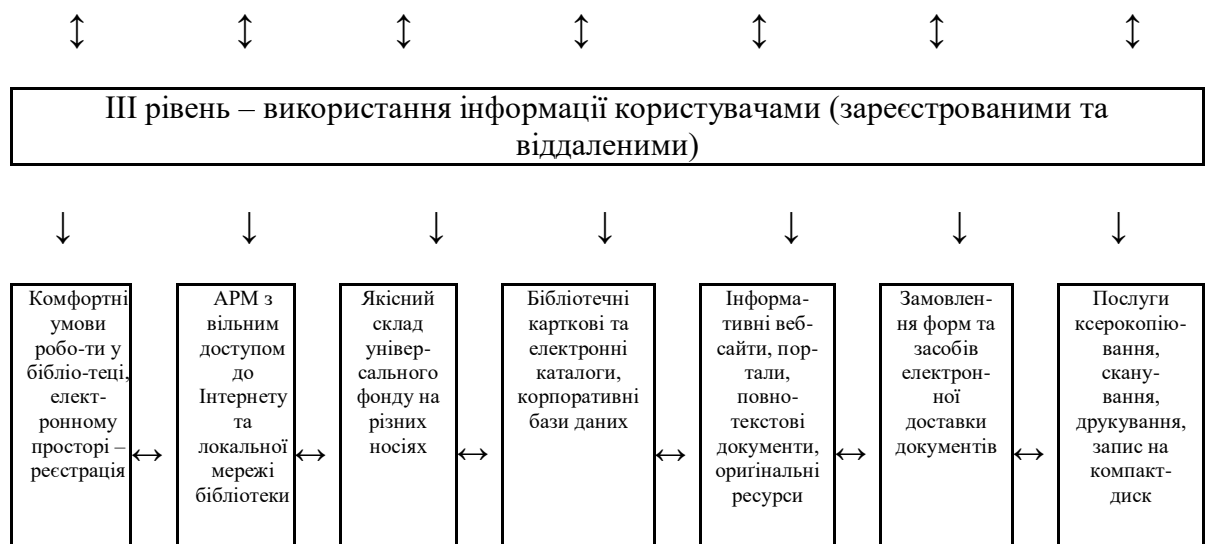 ІІІ рівень – використання інформації користувачами (зареєстрованими та
віддаленими)
Комфортні
умови
робо-ти у
бібліо-теці,
елект-
ронному
просторі –
реєстрація
АРМ з
вільним
доступом
до
Інтернету
та
локальної
мережі
бібліотеки
Якісний
склад
універ-
сального
фонду на
різних
носіях
Бібліотечні
карткові та
електронні
каталоги,
корпоративні
бази даних
Інформа-
тивні веб-
сайти, пор-
тали,
повно-
текстові
документи,
оригінальні
ресурси
Замовлен-
ня форм та
засобів
електрон-
ної
доставки
документів
Послуги
ксерокопію-
вання,
скану-
вання,
друкування,
запис на
компакт-
диск